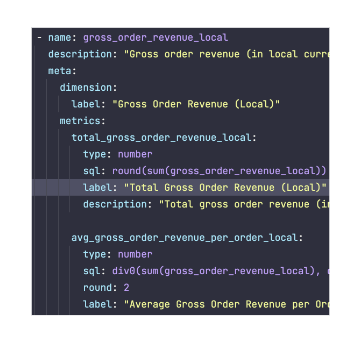 - name: gross_order_revenue_local
description: "Gross order revenue (in local curre
meta:
dimension:
label: "Gross Order Revenue (Local)"
metrics:
total_gross_order_revenue_local:
type: number
sql: round(sum(gross_order_revenue_local))
label: "Total Gross Order Revenue (Local)"
description: "Total gross order revenue (in
avg_gross_order_revenue_per_order_local:
type: number
sql: div0(sum(gross_order_revenue_local),
round: 2
label: "Average Gross Order Revenue per Ord